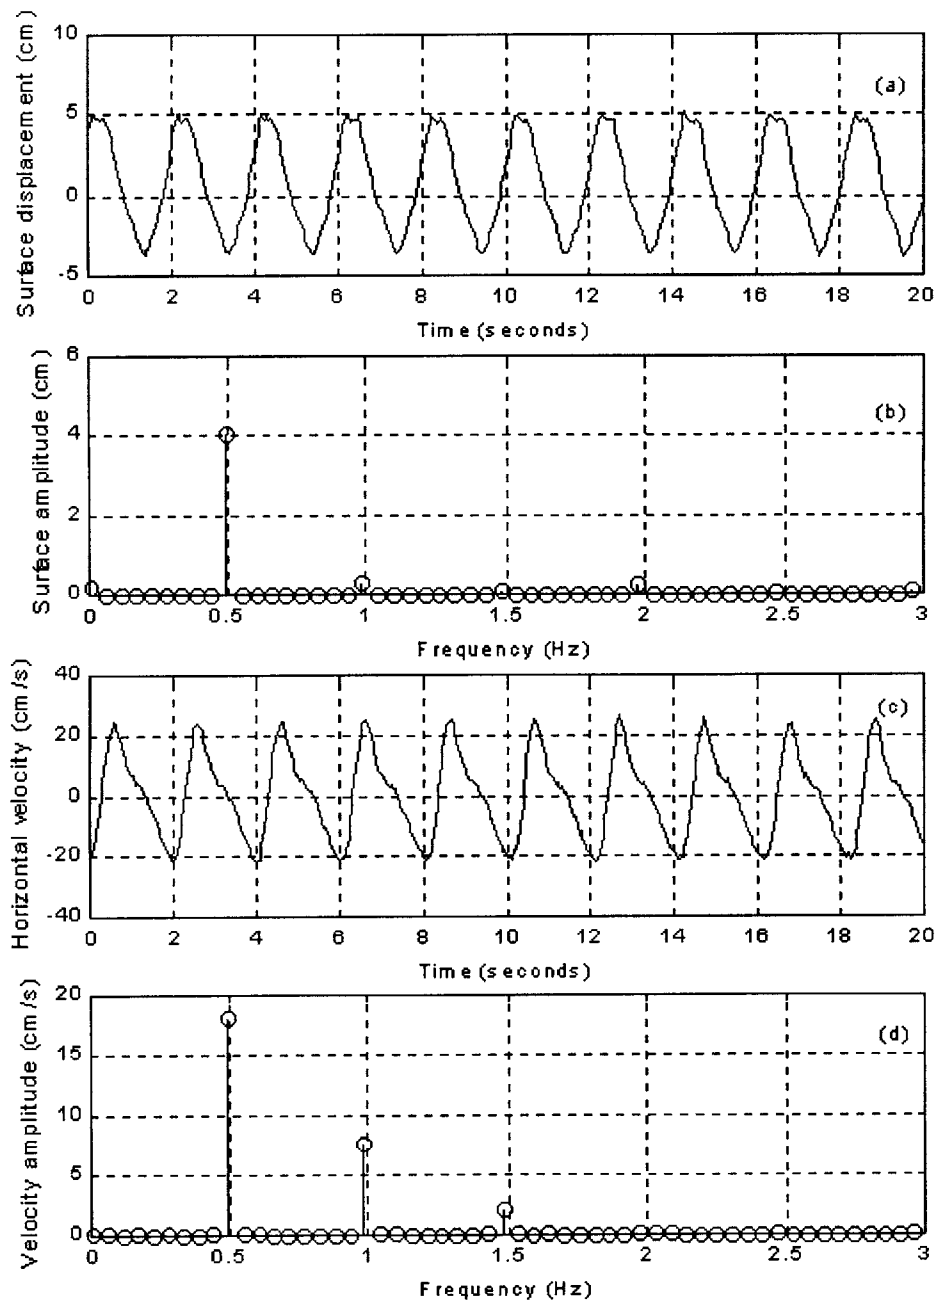 Surface displacement (cm)
10
5
0
-5
(a)
0 2 4 6 8 10 12 14 16 18 20
Time (seconds)
Surface amplitude (cm)
6
4
2
0
(b)
0 0.5 1 1.5 2 2.5 3
Frequency (Hz)
Horizontal velocity (cm/s)
40
20
0
-20
-40
(c)
0 2 4 6 8 10 12 14 16 18 20
Time (seconds)
Velocity amplitude (cm/s)
20
15
10
5
0
(d)
0 0.5 1 1.5 2 2.5 3
Frequency (Hz)